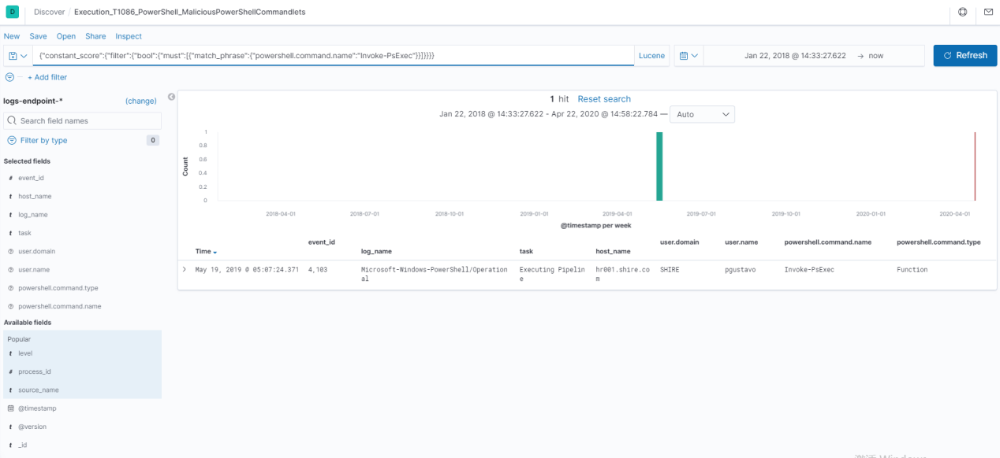 D Discover / Execution_T1086_PowerShell_MaliciousPowerShellCommandlets
New Save Open Share Inspect
{"constant_score":{"filter":{"bool":{"must":[{"match_phrase":{"powershell.command.name":"Invoke-PsExec"}}]}}}} Lucene Jan 22, 2018 @ 14:33:27.622 → now Refresh
+ Add filter
logs-endpoint-* (change)
Search field names
Filter by type 0
Selected fields
# event_id
t host_name
t log_name
t task
user.domain
user.name
powershell.command.type
powershell.command.name
Available fields
Popular
t level
# process_id
t source_name
@timestamp
t @version
t _id
1 hit Reset search
Jan 22, 2018 @ 14:33:27.622 - Apr 22, 2020 @ 14:58:22.784 — Auto
Count
1
0.8
0.6
0.4
0.2
0
2018-04-01 2018-07-01 2018-10-01 2019-01-01 2019-04-01 2019-07-01 2019-10-01 2020-01-01 2020-04-01
@timestamp per week
Time event_id log_name task host_name user.domain user.name powershell.command.name powershell.command.type
May 19, 2019 @ 05:07:24.371 4,103 Microsoft-Windows-PowerShell/Operation Executing Pipelin hr001.shire.co SHIRE pgustavo Invoke-PsExec Function
al e m